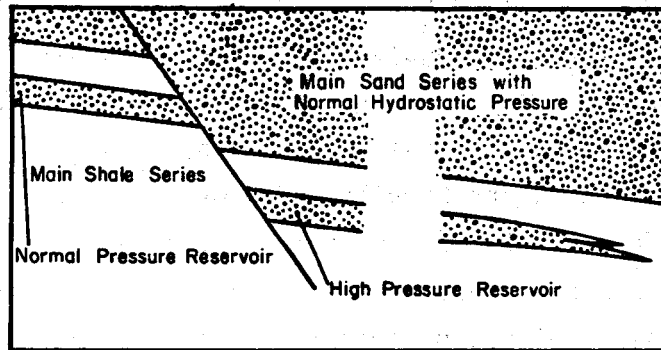 Main Sand Series with
Normal Hydrostatic Pressure
Main Shale Series
Normal Pressure Reservoir
High Pressure Reservoir